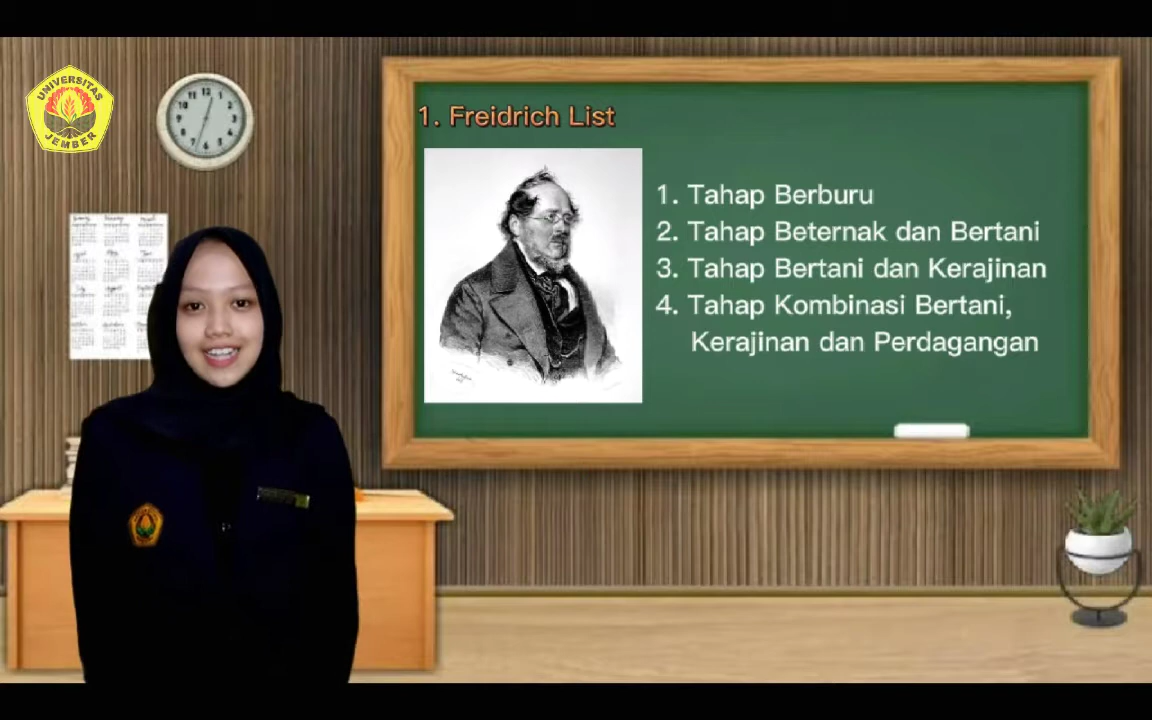 UNIVERSITAS
JEMBER
1. Freidrich List
1. Tahap Berburu
2. Tahap Beternak dan Bertani
3. Tahap Bertani dan Kerajinan
4. Tahap Kombinasi Bertani,
Kerajinan dan Perdagangan